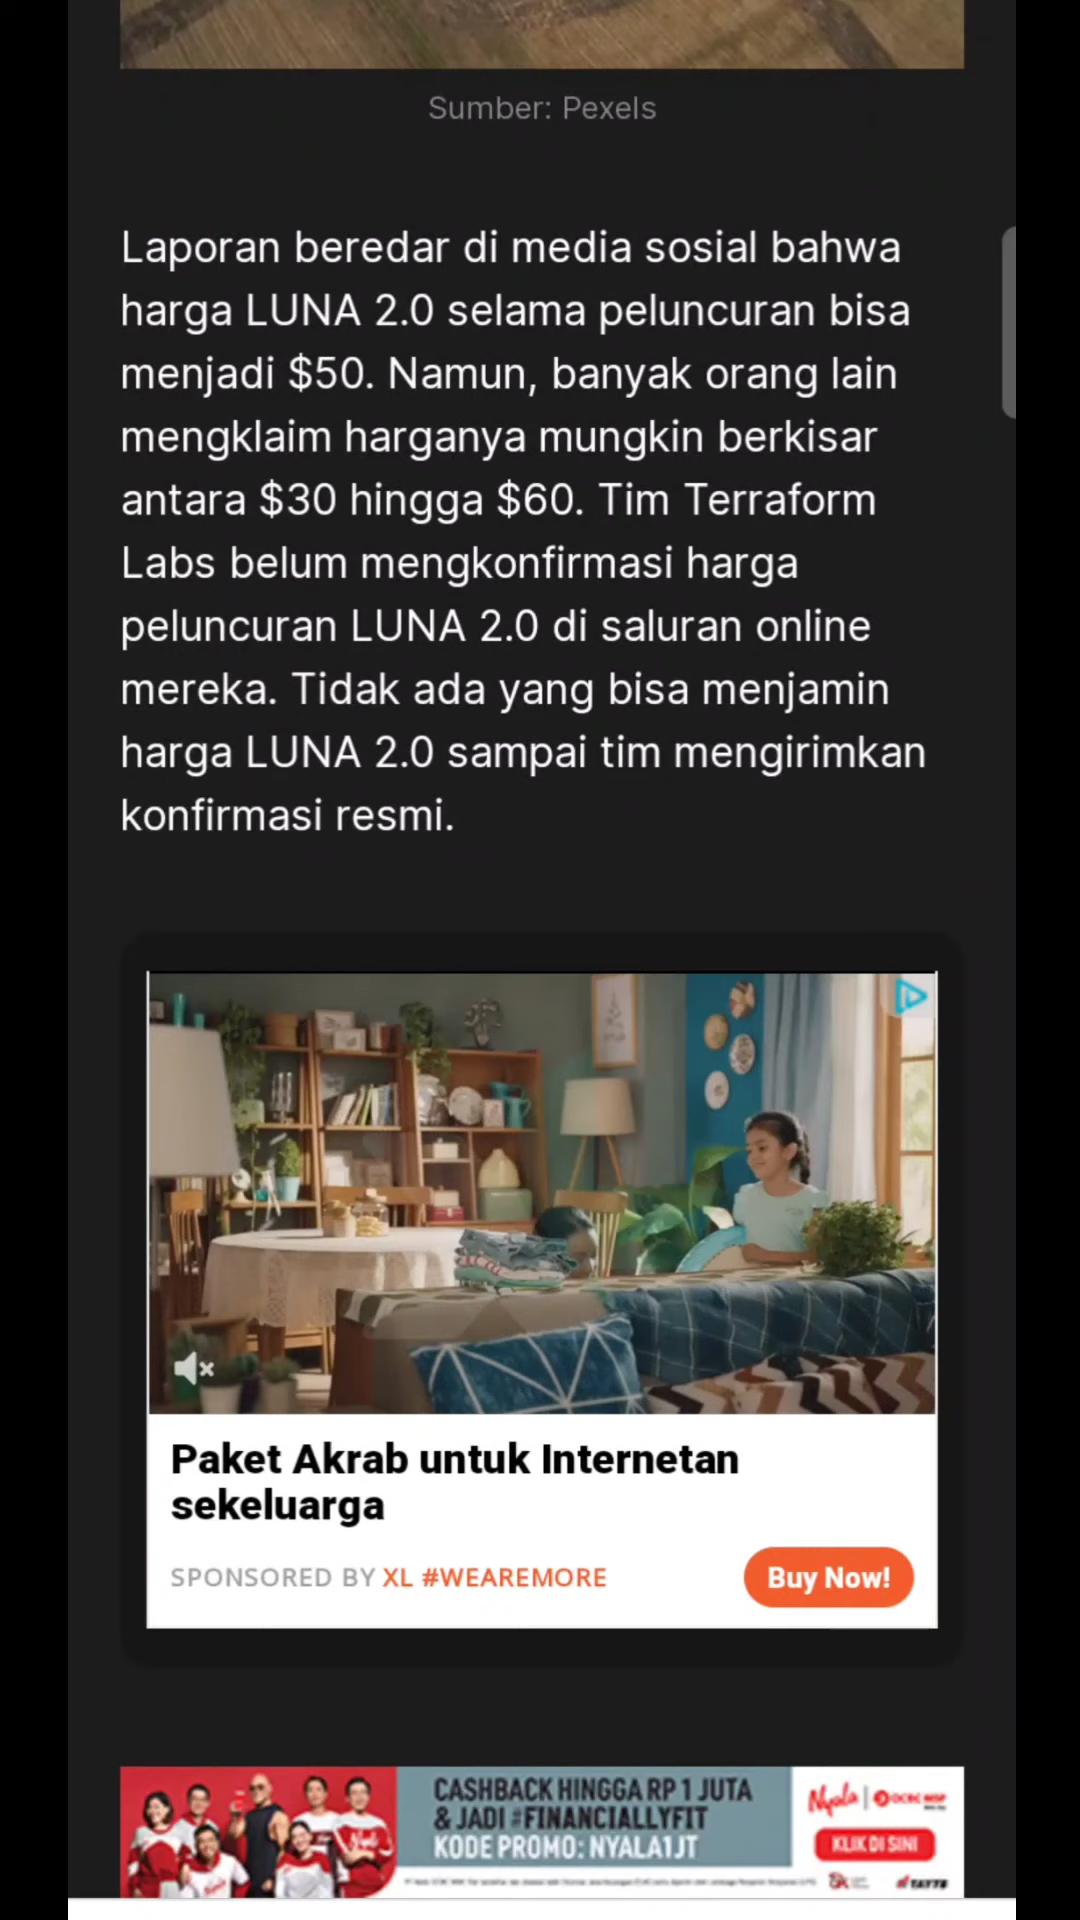 Sumber: Pexels
Laporan beredar di media sosial bahwa
harga LUNA 2.0 selama peluncuran bisa
menjadi $50. Namun, banyak orang lain
mengklaim harganya mungkin berkisar
antara $30 hingga $60. Tim Terraform
Labs belum mengkonfirmasi harga
peluncuran LUNA 2.0 di saluran online
mereka. Tidak ada yang bisa menjamin
harga LUNA 2.0 sampai tim mengirimkan
konfirmasi resmi.
Paket Akrab untuk Internetan
sekeluarga
SPONSORED BY XL #WEAREMORE
Buy Now!
CASHBACK HINGGA RP 1 JUTA
& JADI #FINANCIALLYFIT
KODE PROMO: NYALA1JT
Nyala
OCBC NISP
KLIK DI SINI